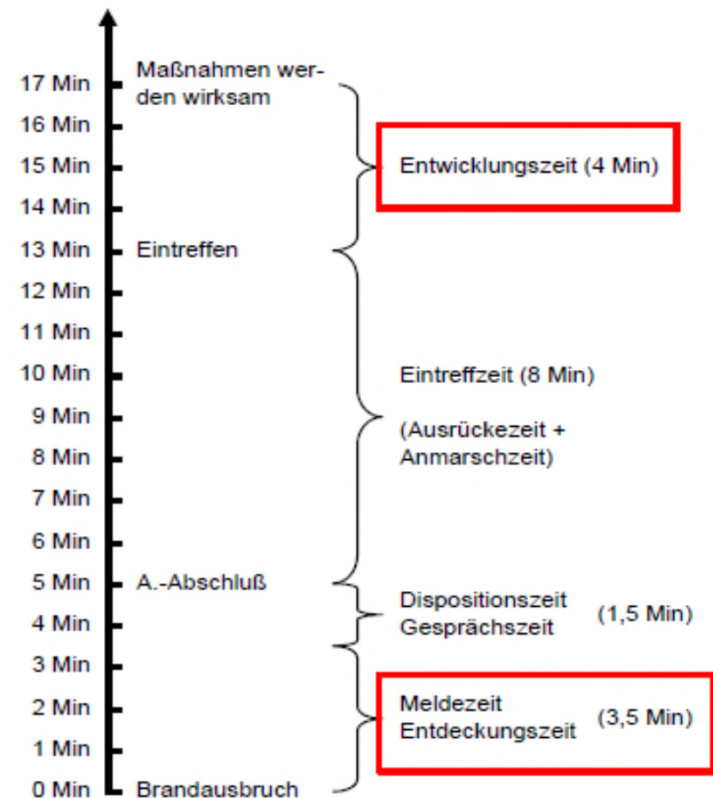 17 Min
Maßnahmen wer-
den wirksam
16 Min
15 Min
Entwicklungszeit (4 Min)
14 Min
13 Min
Eintreffen
12 Min
11 Min
10 Min
Eintreffzeit (8 Min)
9 Min
(Ausrückezeit +
Anmarschzeit)
8 Min
7 Min
6 Min
5 Min
A.-Abschluß
Dispositionszeit
Gesprächszeit
(1,5 Min)
4 Min
3 Min
2 Min
Meldezeit
Entdeckungszeit
(3,5 Min)
1 Min
0 Min
Brandausbruch